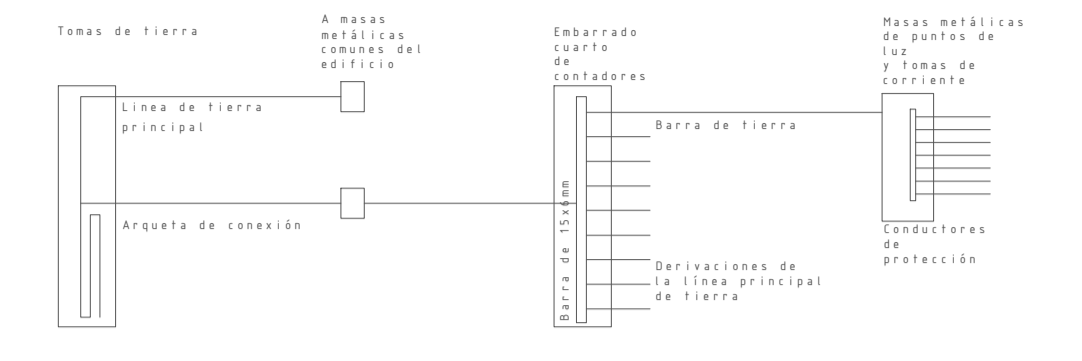 Tomas de tierra
A masas
metálicas
comunes del
edificio
Embarrado
cuarto
de
contadores
Masas metálicas
de puntos de
luz
y tomas de
corriente
Linea de tierra
principal
Barra de tierra
Arqueta de conexión
Barra de 15x6mm
Derivaciones de
la línea principal
de tierra
Conductores
de
protección